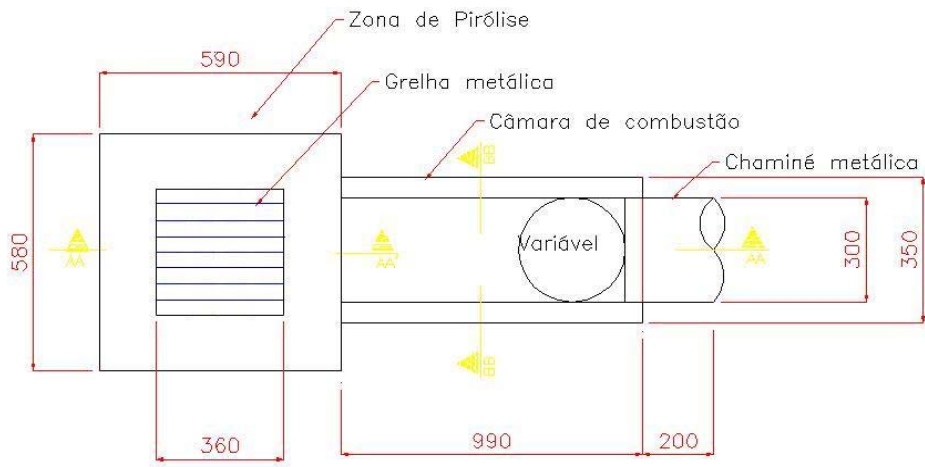 Zona de Pirólise
590
Grelha metálica
Câmara de combustão
BB
Chaminé metálica
580
AA
AA'
Variável
AA
300
350
BB
360
990
200